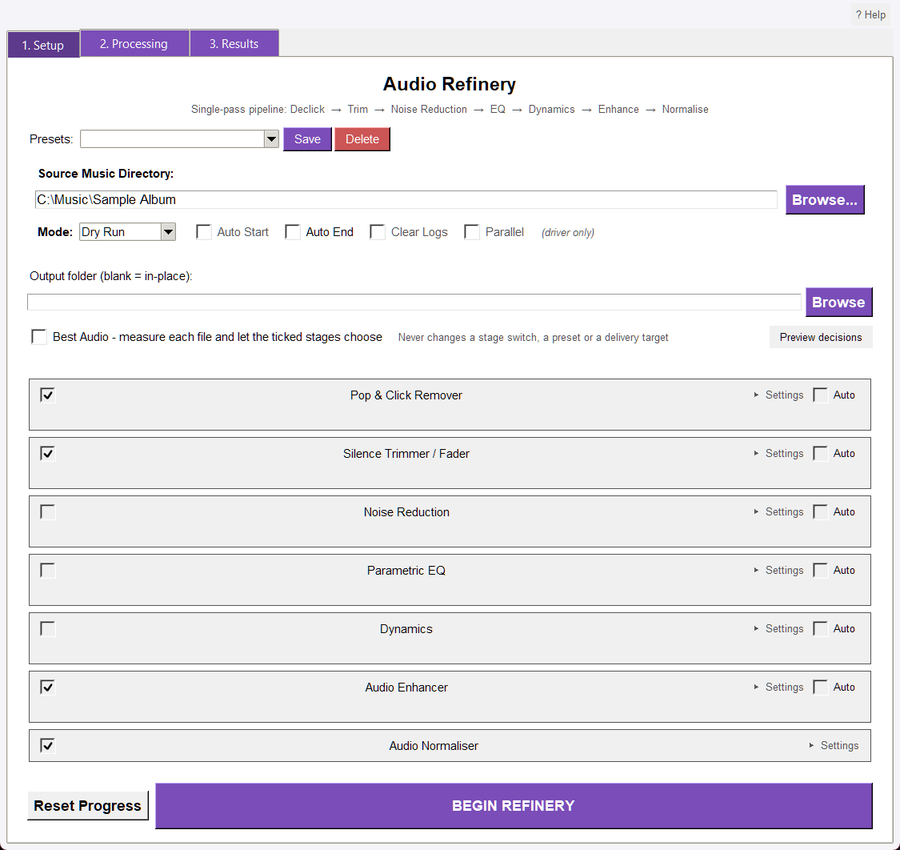 ? Help
1. Setup 2. Processing 3. Results
Audio Refinery
Single-pass pipeline: Declick → Trim → Noise Reduction → EQ → Dynamics → Enhance → Normalise
Presets: Save Delete
Source Music Directory:
C:\Music\Sample Album Browse...
Mode: Dry Run Auto Start Auto End Clear Logs Parallel (driver only)
Output folder (blank = in-place):
Browse
Best Audio - measure each file and let the ticked stages choose Never changes a stage switch, a preset or a delivery target Preview decisions
Pop & Click Remover Settings Auto
Silence Trimmer / Fader Settings Auto
Noise Reduction Settings Auto
Parametric EQ Settings Auto
Dynamics Settings Auto
Audio Enhancer Settings Auto
Audio Normaliser Settings
Reset Progress BEGIN REFINERY